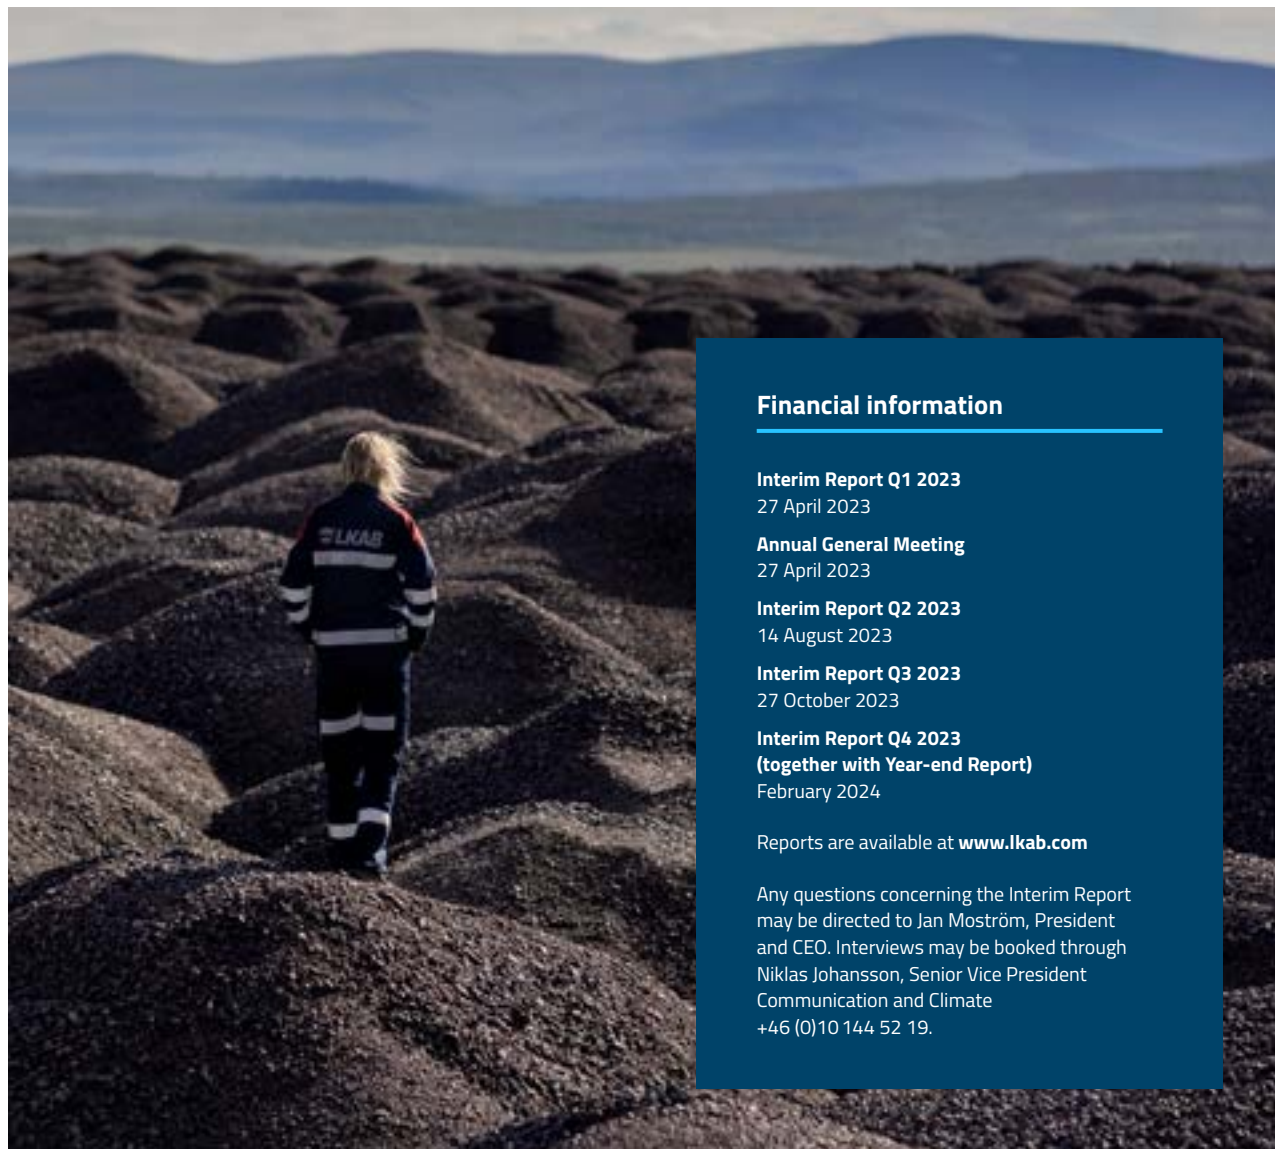 LKAB
Financial information
Interim Report Q1 2023
27 April 2023
Annual General Meeting
27 April 2023
Interim Report Q2 2023
14 August 2023
Interim Report Q3 2023
27 October 2023
Interim Report Q4 2023
(together with Year-end Report)
February 2024
Reports are available at www.lkab.com
Any questions concerning the Interim Report
may be directed to Jan Moström, President
and CEO. Interviews may be booked through
Niklas Johansson, Senior Vice President
Communication and Climate
+46 (0)10 144 52 19.